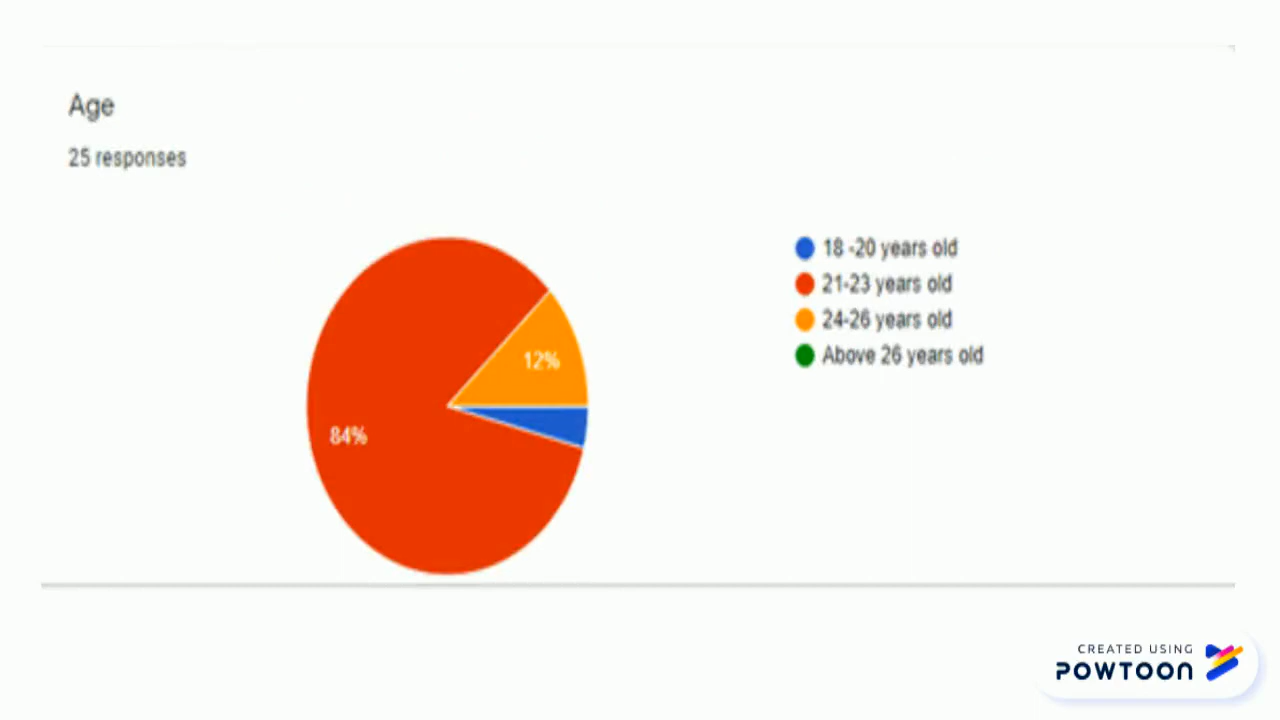 Age
25 responses
18 -20 years old
21-23 years old
24-26 years old
Above 26 years old
12%
84%
CREATED USING
POWTOON